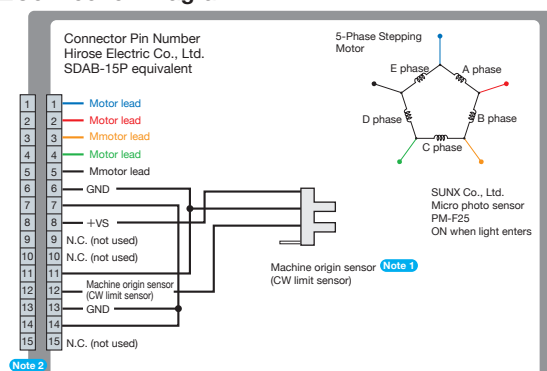 Connector Pin Number
Hirose Electric Co., Ltd.
SDAB-15P equivalent
5-Phase Stepping
Motor
E phase
A phase
D phase
B phase
C phase
1 1 Motor lead
2 2 Motor lead
3 3 Mmotor lead
4 4 Motor lead
5 5 Mmotor lead
6 6 GND
7 7
8 8 +VS
9 9 N.C. (not used)
10 10 N.C. (not used)
11 11
12 12 Machine origin sensor
(CW limit sensor)
13 13 GND
14 14
15 15 N.C. (not used)
SUNX Co., Ltd.
Micro photo sensor
PM-F25
ON when light enters
Machine origin sensor Note 1
(CW limit sensor)
Note 2